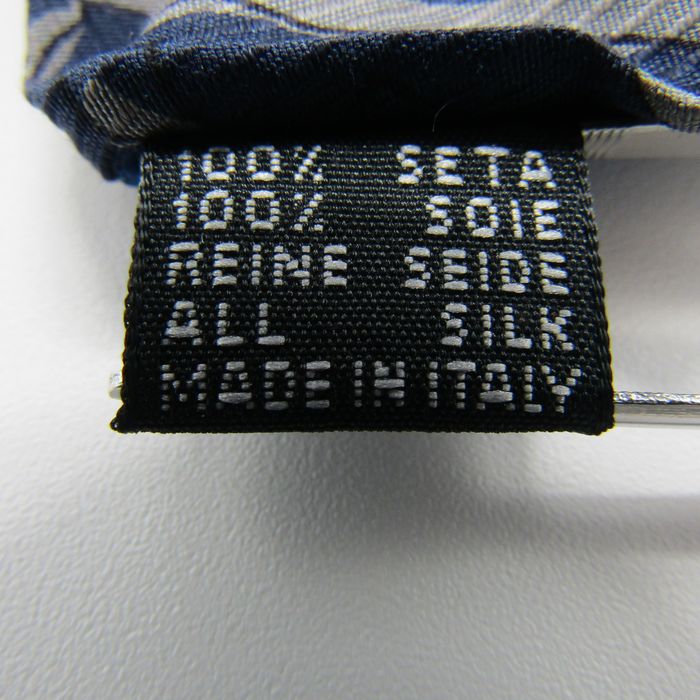 100% SETA
100% SOIE
REINE SEIDE
ALL SILK
MADE IN ITALY